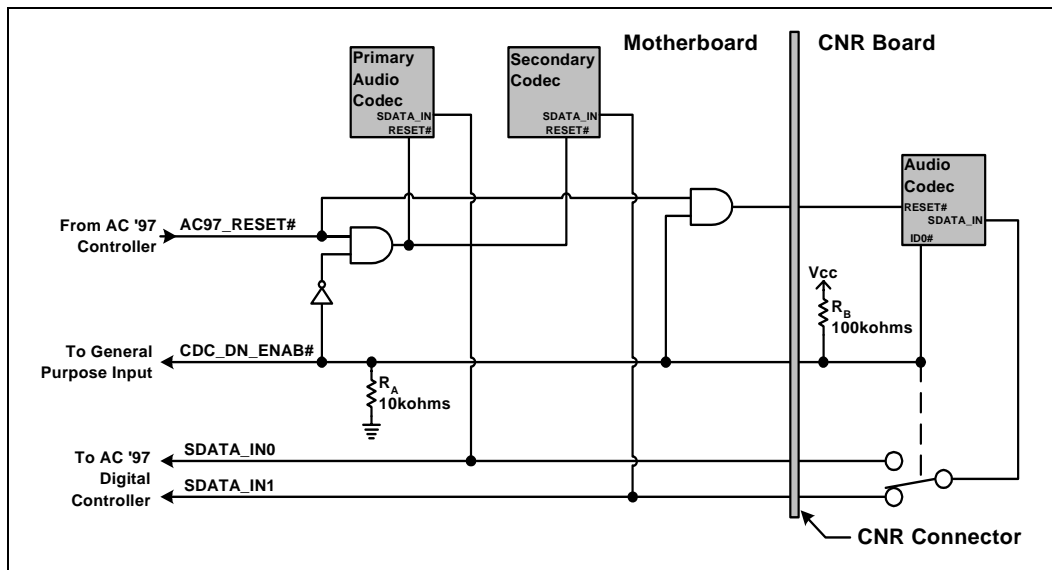 Motherboard
CNR Board
Primary
Audio
Codec
SDATA_IN
RESET#
Secondary
Codec
SDATA_IN
RESET#
Audio
Codec
RESET#
SDATA_IN
ID0#
From AC '97
Controller
AC97_RESET#
Vcc
RB
100kohms
To General
Purpose Input
CDC_DN_ENAB#
RA
10kohms
To AC '97
Digital
Controller
SDATA_IN0
SDATA_IN1
CNR Connector